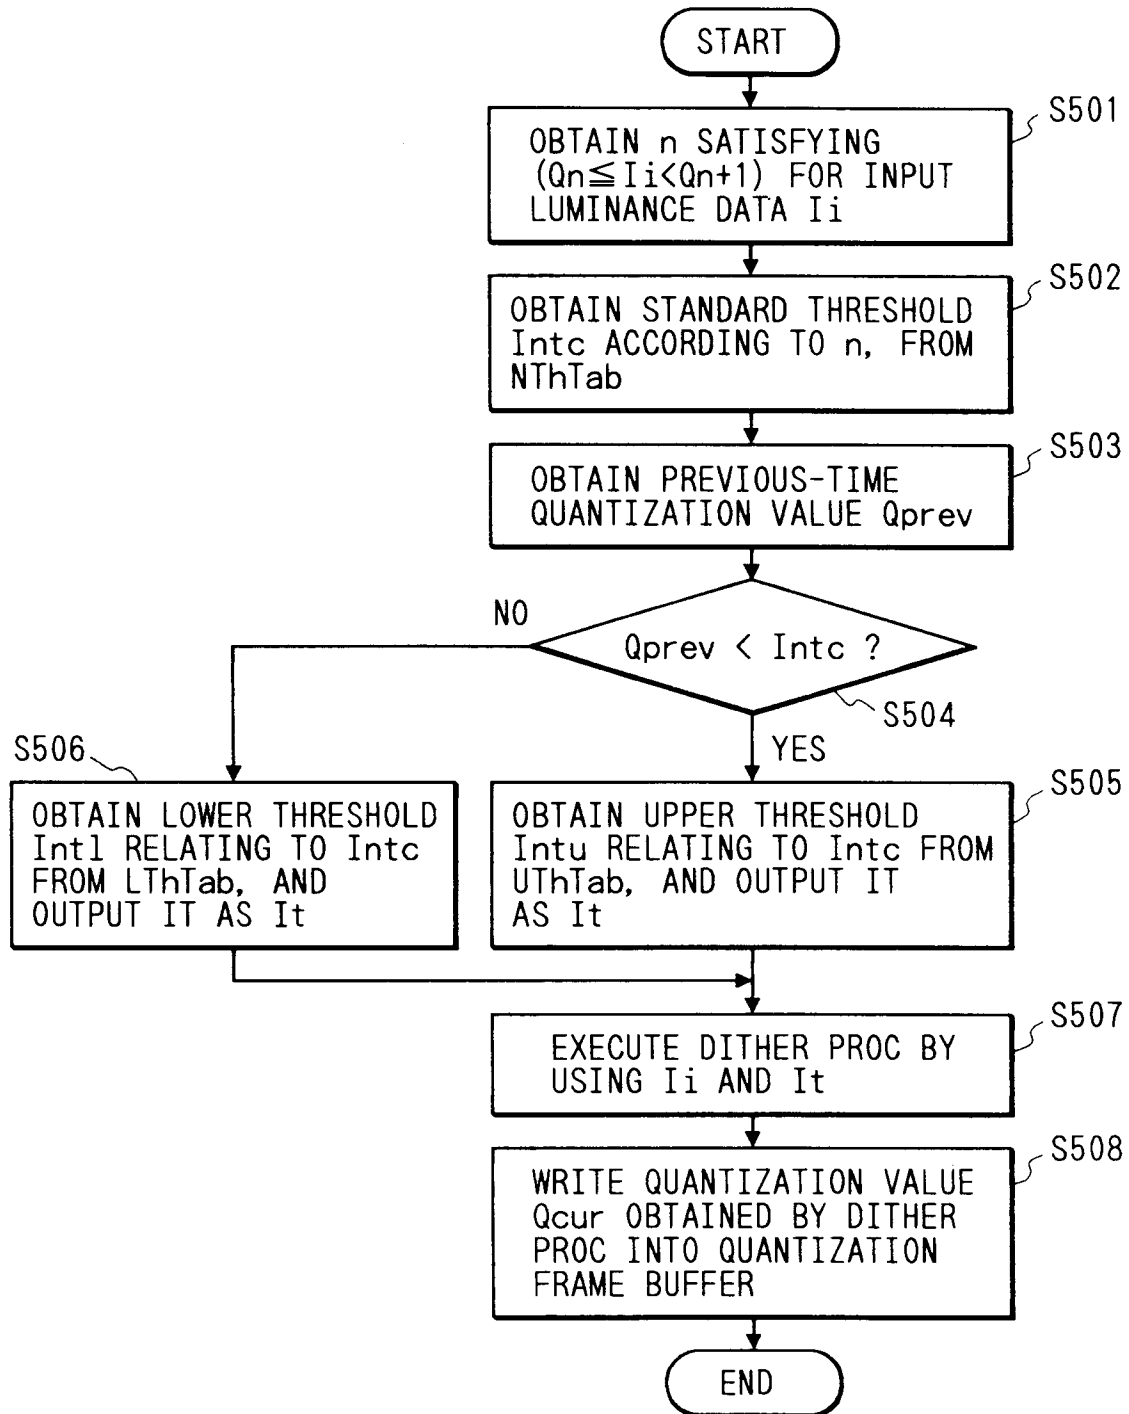 START
S501
OBTAIN n SATISFYING
(Qn≦Ii<Qn+1) FOR INPUT
LUMINANCE DATA Ii
S502
OBTAIN STANDARD THRESHOLD
Intc ACCORDING TO n, FROM
NThTab
S503
OBTAIN PREVIOUS-TIME
QUANTIZATION VALUE Qprev
NO
Qprev < Intc ?
S504
YES
S506
OBTAIN LOWER THRESHOLD
Intl RELATING TO Intc
FROM LThTab, AND
OUTPUT IT AS It
S505
OBTAIN UPPER THRESHOLD
Intu RELATING TO Intc FROM
UThTab, AND OUTPUT IT
AS It
S507
EXECUTE DITHER PROC BY
USING Ii AND It
S508
WRITE QUANTIZATION VALUE
Qcur OBTAINED BY DITHER
PROC INTO QUANTIZATION
FRAME BUFFER
END